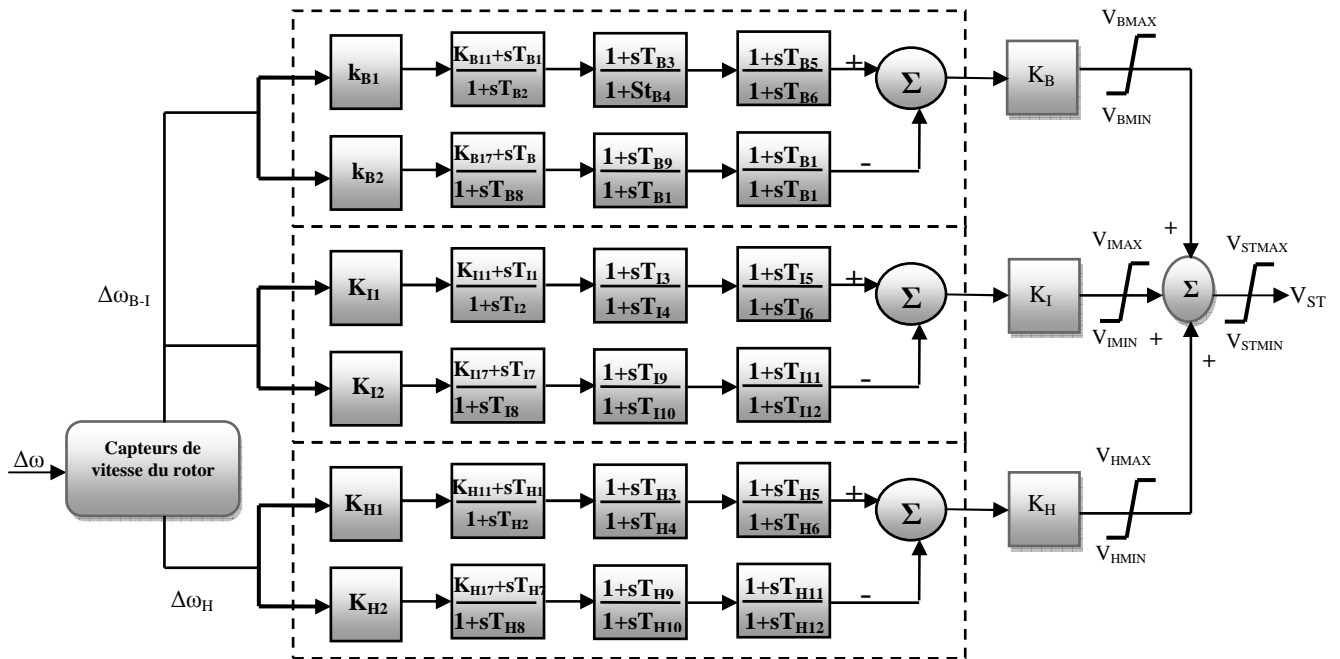 k_B1
K_B11+sT_B1
1+sT_B2
1+sT_B3
1+St_B4
1+sT_B5
1+sT_B6
+
Σ
K_B
V_BMAX
V_BMIN
k_B2
K_B17+sT_B
1+sT_B8
1+sT_B9
1+sT_B1
1+sT_B1
1+sT_B1
-
Δω_B-I
K_I1
K_I11+sT_I1
1+sT_I2
1+sT_I3
1+sT_I4
1+sT_I5
1+sT_I6
+
Σ
K_I
V_IMAX
V_IMIN
+
+
+
Σ
V_STMAX
V_STMIN
V_ST
K_I2
K_I17+sT_I7
1+sT_I8
1+sT_I9
1+sT_I10
1+sT_I11
1+sT_I12
-
Δω
Capteurs de
vitesse du rotor
Δω_H
K_H1
K_H11+sT_H1
1+sT_H2
1+sT_H3
1+sT_H4
1+sT_H5
1+sT_H6
+
Σ
K_H
V_HMAX
V_HMIN
K_H2
K_H17+sT_H7
1+sT_H8
1+sT_H9
1+sT_H10
1+sT_H11
1+sT_H12
-